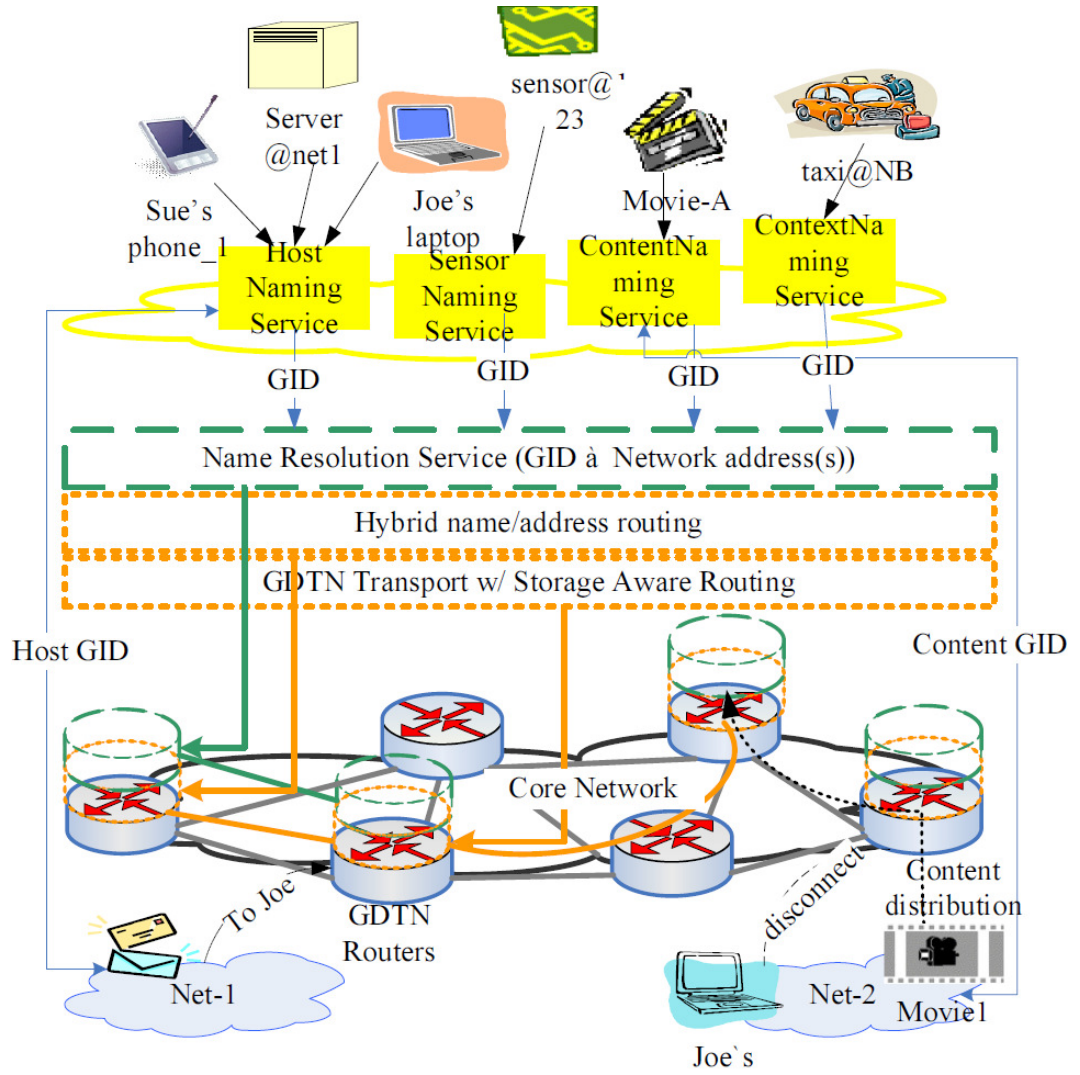 Server
@net1
sensor@1
23
Sue's
phone_1
Joe's
laptop
Movie-A
taxi@NB
Host
Naming
Service
Sensor
Naming
Service
ContentNa
ming
Service
ContextNa
ming
Service
GID
GID
GID
GID
Name Resolution Service (GID à Network address(s))
Hybrid name/address routing
GDTN Transport w/ Storage Aware Routing
Host GID
Content GID
Core Network
To Joe
GDTN
Routers
disconnect
Content
distribution
Net-1
Net-2
Movie1
Joe`s